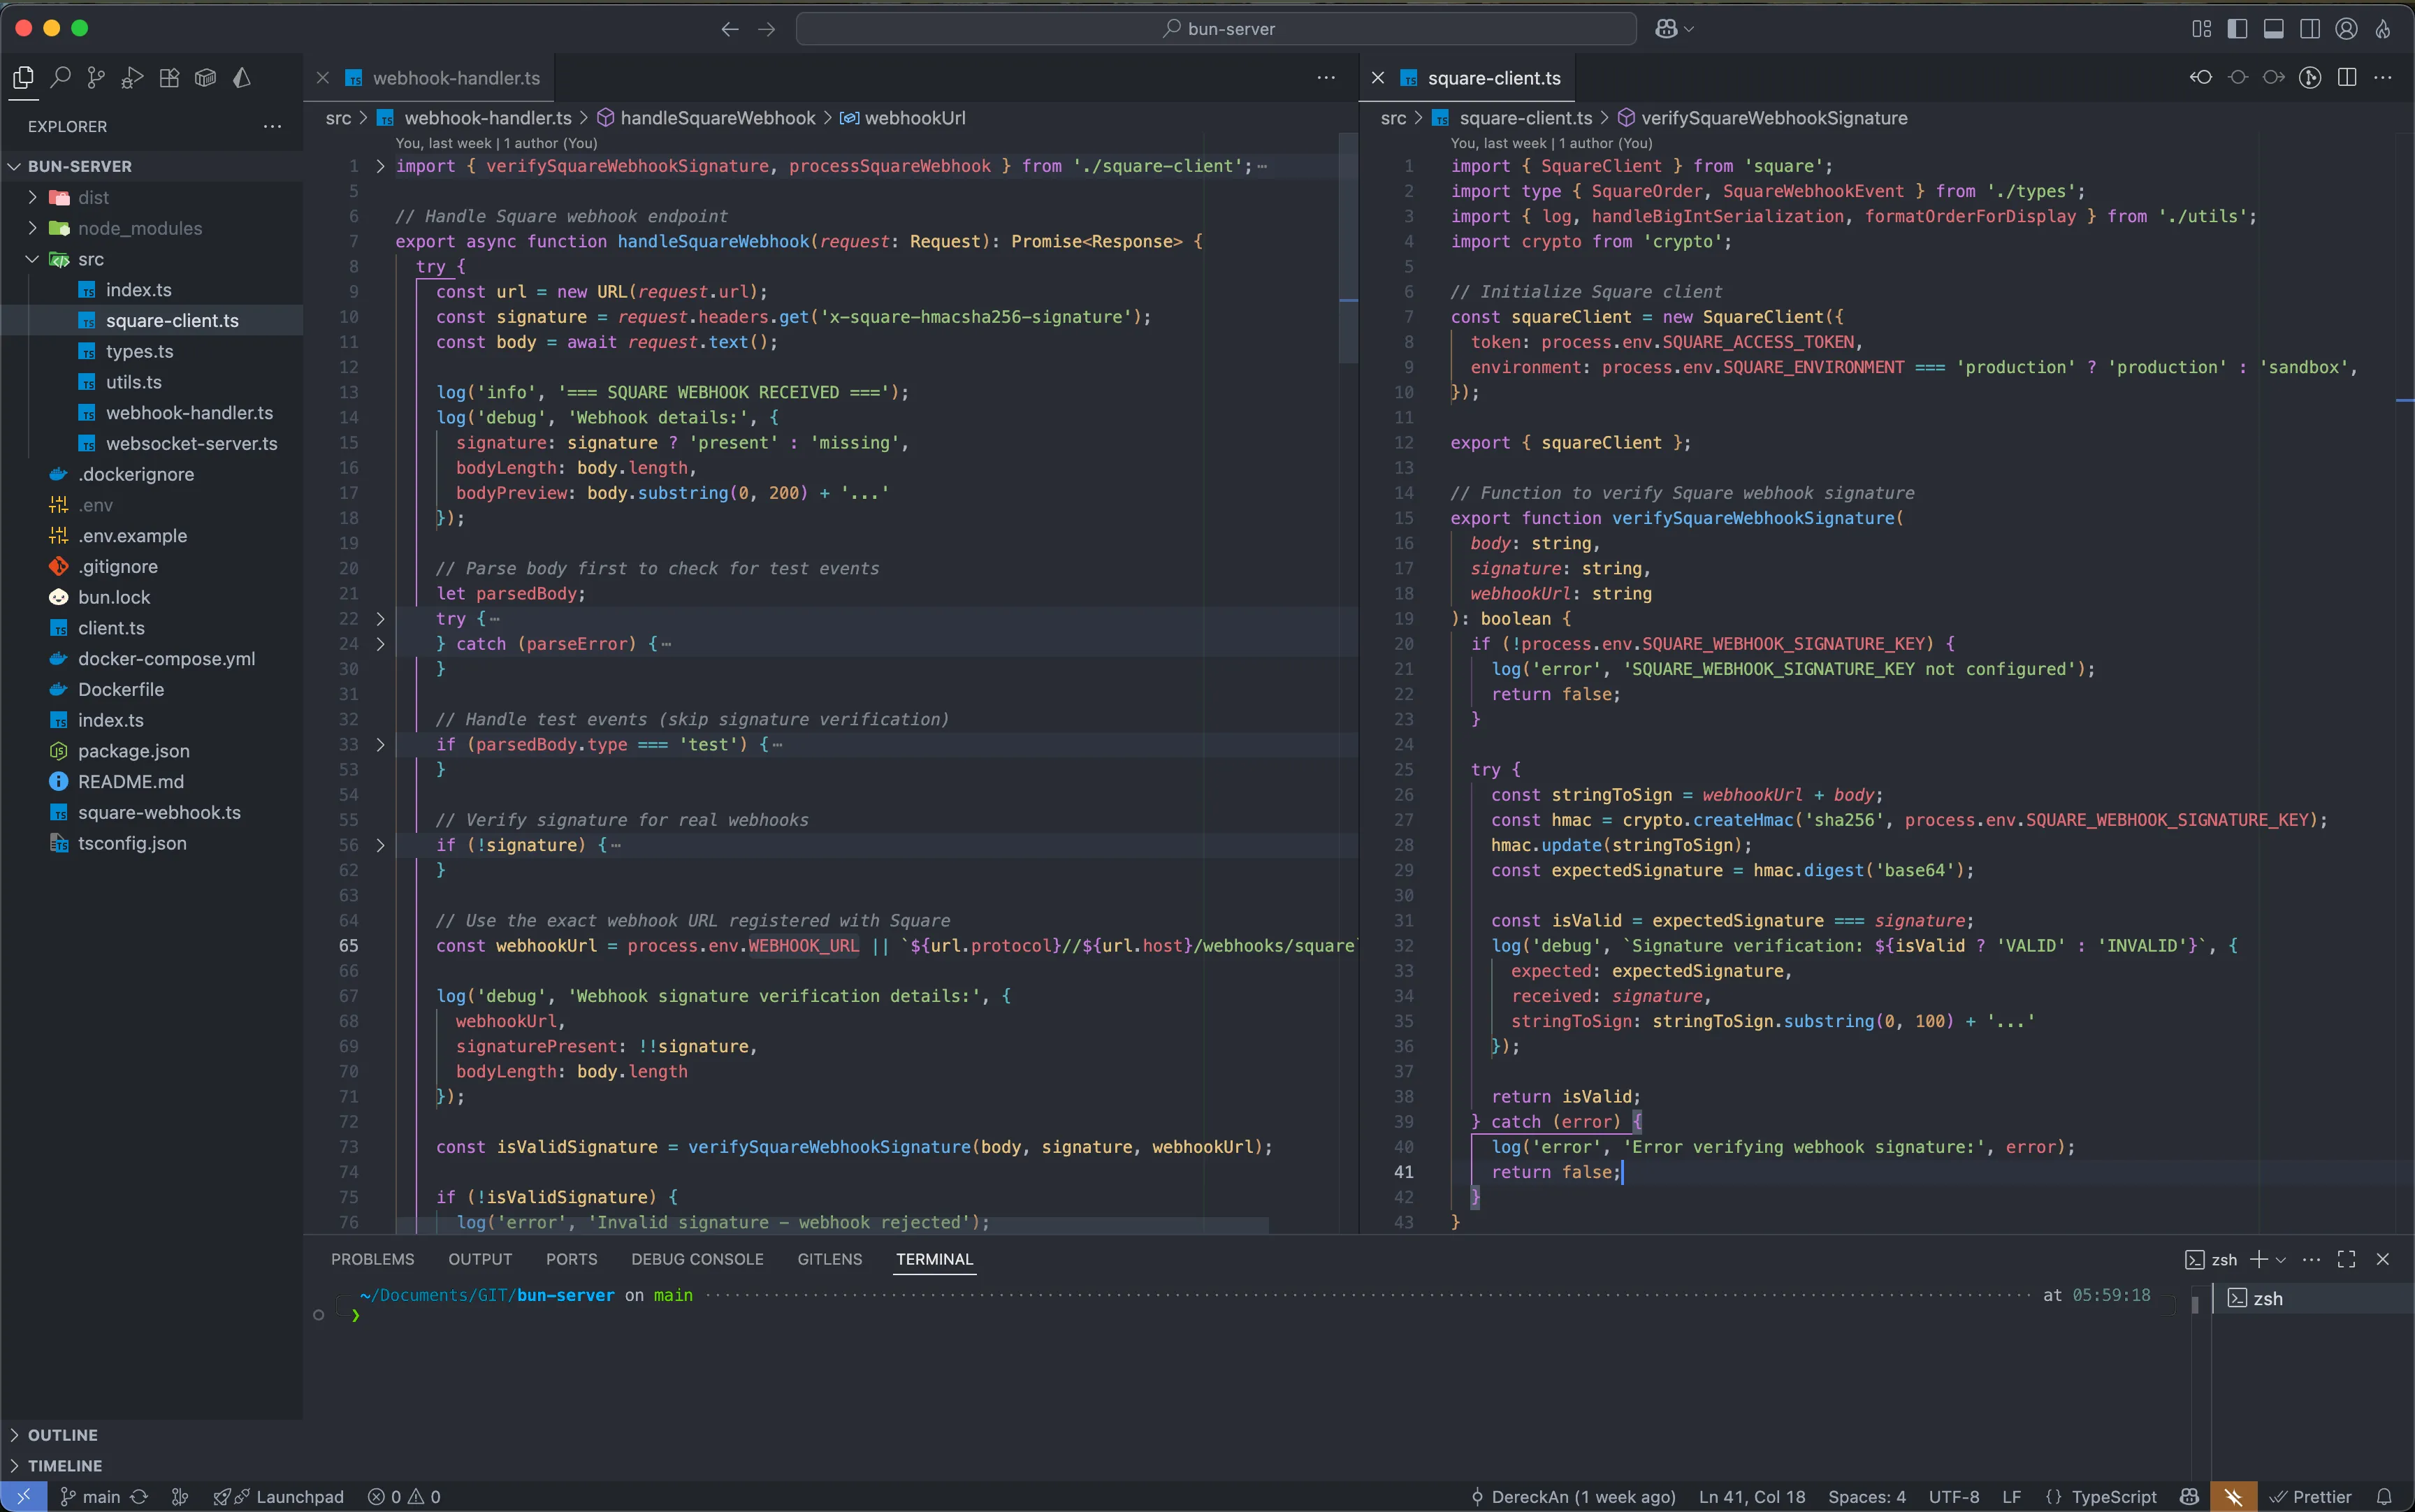 bun-server
EXPLORER
BUN-SERVER
dist
node_modules
src
index.ts
square-client.ts
types.ts
utils.ts
webhook-handler.ts
websocket-server.ts
.dockerignore
.env
.env.example
.gitignore
bun.lock
client.ts
docker-compose.yml
Dockerfile
index.ts
package.json
README.md
square-webhook.ts
tsconfig.json
OUTLINE
TIMELINE
webhook-handler.ts
src > webhook-handler.ts > handleSquareWebhook > webhookUrl
You, last week | 1 author (You)
1 import { verifySquareWebhookSignature, processSquareWebhook } from './square-client';
5
6 // Handle Square webhook endpoint
7 export async function handleSquareWebhook(request: Request): Promise<Response> {
8 try {
9 const url = new URL(request.url);
10 const signature = request.headers.get('x-square-hmacsha256-signature');
11 const body = await request.text();
12
13 log('info', '=== SQUARE WEBHOOK RECEIVED ===');
14 log('debug', 'Webhook details:', {
15 signature: signature ? 'present' : 'missing',
16 bodyLength: body.length,
17 bodyPreview: body.substring(0, 200) + '...'
18 });
19
20 // Parse body first to check for test events
21 let parsedBody;
22 try {
24 } catch (parseError) {
30 }
31
32 // Handle test events (skip signature verification)
33 if (parsedBody.type === 'test') {
53 }
54
55 // Verify signature for real webhooks
56 if (!signature) {
62 }
63
64 // Use the exact webhook URL registered with Square
65 const webhookUrl = process.env.WEBHOOK_URL || `${url.protocol}//${url.host}/webhooks/square`
66
67 log('debug', 'Webhook signature verification details:', {
68 webhookUrl,
69 signaturePresent: !!signature,
70 bodyLength: body.length
71 });
72
73 const isValidSignature = verifySquareWebhookSignature(body, signature, webhookUrl);
74
75 if (!isValidSignature) {
76 log('error', 'Invalid signature - webhook rejected');
square-client.ts
src > square-client.ts > verifySquareWebhookSignature
You, last week | 1 author (You)
1 import { SquareClient } from 'square';
2 import type { SquareOrder, SquareWebhookEvent } from './types';
3 import { log, handleBigIntSerialization, formatOrderForDisplay } from './utils';
4 import crypto from 'crypto';
5
6 // Initialize Square client
7 const squareClient = new SquareClient({
8 token: process.env.SQUARE_ACCESS_TOKEN,
9 environment: process.env.SQUARE_ENVIRONMENT === 'production' ? 'production' : 'sandbox',
10 });
11
12 export { squareClient };
13
14 // Function to verify Square webhook signature
15 export function verifySquareWebhookSignature(
16 body: string,
17 signature: string,
18 webhookUrl: string
19 ): boolean {
20 if (!process.env.SQUARE_WEBHOOK_SIGNATURE_KEY) {
21 log('error', 'SQUARE_WEBHOOK_SIGNATURE_KEY not configured');
22 return false;
23 }
24
25 try {
26 const stringToSign = webhookUrl + body;
27 const hmac = crypto.createHmac('sha256', process.env.SQUARE_WEBHOOK_SIGNATURE_KEY);
28 hmac.update(stringToSign);
29 const expectedSignature = hmac.digest('base64');
30
31 const isValid = expectedSignature === signature;
32 log('debug', `Signature verification: ${isValid ? 'VALID' : 'INVALID'}`, {
33 expected: expectedSignature,
34 received: signature,
35 stringToSign: stringToSign.substring(0, 100) + '...'
36 });
37
38 return isValid;
39 } catch (error) {
40 log('error', 'Error verifying webhook signature:', error);
41 return false;
42 }
43 }
PROBLEMS OUTPUT PORTS DEBUG CONSOLE GITLENS TERMINAL
zsh
~/Documents/GIT/bun-server on main at 05:59:18
❯
zsh
main Launchpad 0 0
DereckAn (1 week ago) Ln 41, Col 18 Spaces: 4 UTF-8 LF {} TypeScript Prettier